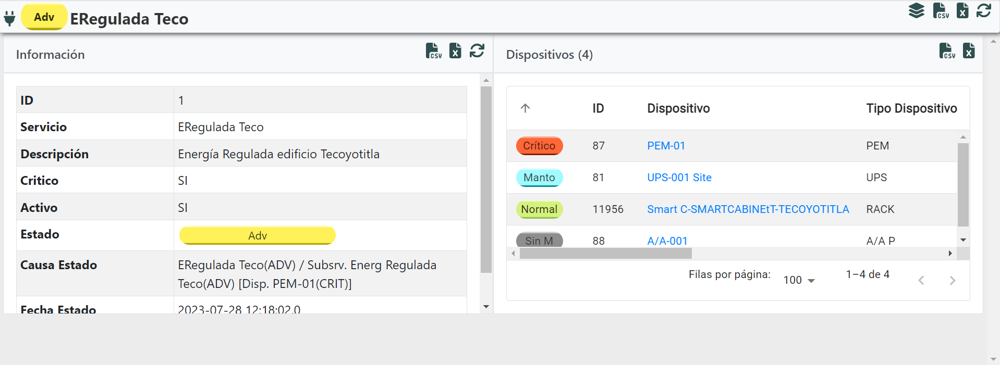 Adv ERegulada Teco
CSV
Información
CSV
ID 1
Servicio ERegulada Teco
Descripción Energía Regulada edificio Tecoyotitla
Critico SI
Activo SI
Estado Adv
Causa Estado ERegulada Teco(ADV) / Subsrv. Energ Regulada
Teco(ADV) [Disp. PEM-01(CRIT)]
Fecha Estado 2023-07-28 12:18:02.0
Dispositivos (4)
CSV
ID Dispositivo Tipo Dispositivo
Crítico 87 PEM-01 PEM
Manto 81 UPS-001 Site UPS
Normal 11956 Smart C-SMARTCABINEtT-TECOYOTITLA RACK
Sin M 88 A/A-001 A/A P
Filas por página: 100 1–4 de 4